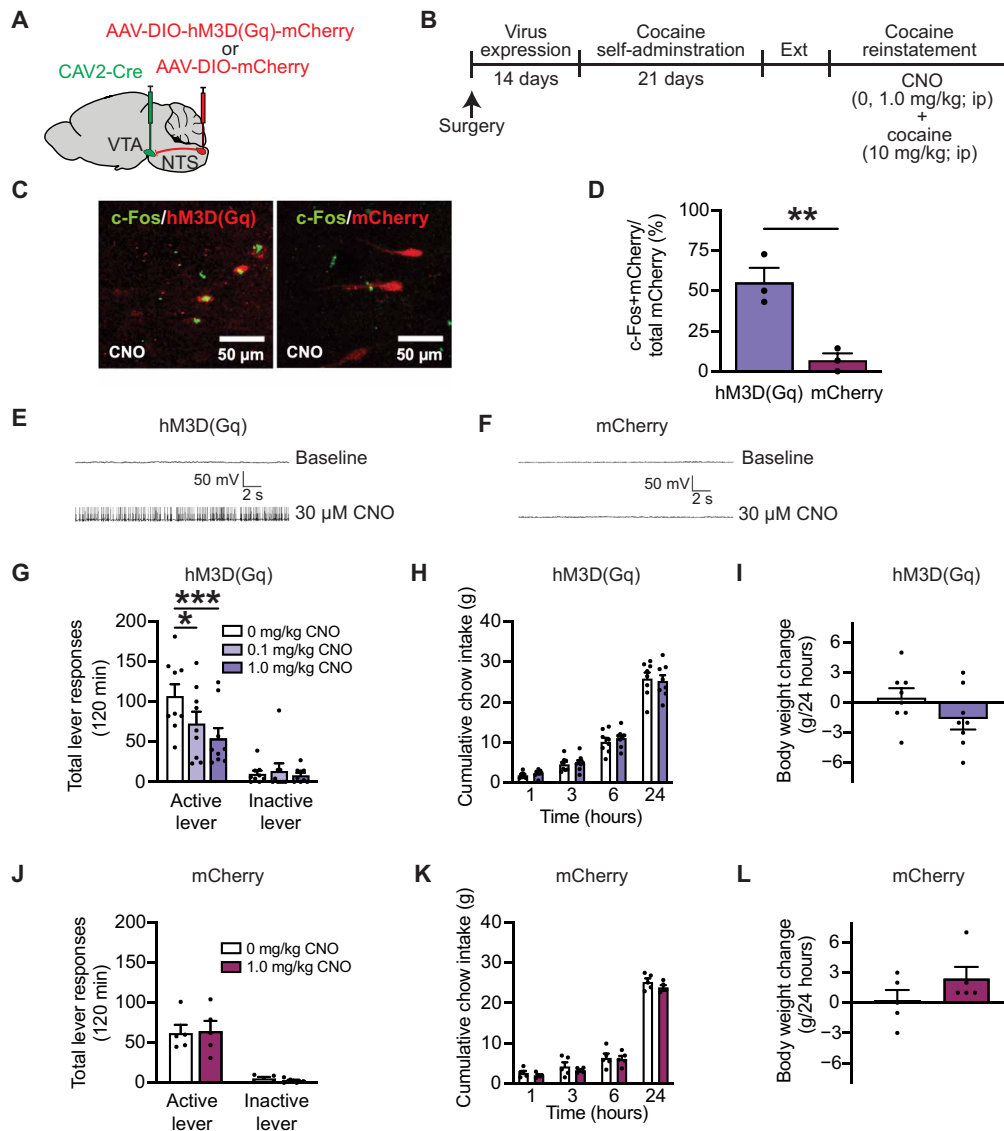 A
AAV-DIO-hM3D(Gq)-mCherry
or
CAV2-Cre AAV-DIO-mCherry
VTA
NTS
B
Virus
expression
Cocaine
self-adminstration
Ext
Cocaine
reinstatement
14 days
21 days
CNO
(0, 1.0 mg/kg; ip)
+
cocaine
(10 mg/kg; ip)
Surgery
C
c-Fos/hM3D(Gq)
CNO
50 µm
c-Fos/mCherry
CNO
50 µm
D
c-Fos+mCherry/
total mCherry (%)
100
75
50
25
0
**
hM3D(Gq) mCherry
E
hM3D(Gq)
Baseline
50 mV
2 s
30 µM CNO
F
mCherry
Baseline
50 mV
2 s
30 µM CNO
G
hM3D(Gq)
Total lever responses
(120 min)
200
150
100
50
0
***
*
0 mg/kg CNO
0.1 mg/kg CNO
1.0 mg/kg CNO
Active
lever
Inactive
lever
H
hM3D(Gq)
Cumulative chow intake (g)
40
30
20
10
0
1 3 6 24
Time (hours)
I
hM3D(Gq)
Body weight change
(g/24 hours)
6
3
0
−3
−6
J
mCherry
Total lever responses
(120 min)
200
150
100
50
0
0 mg/kg CNO
1.0 mg/kg CNO
Active
lever
Inactive
lever
K
mCherry
Cumulative chow intake (g)
40
30
20
10
0
1 3 6 24
Time (hours)
L
mCherry
Body weight change
(g/24 hours)
6
3
0
−3
−6